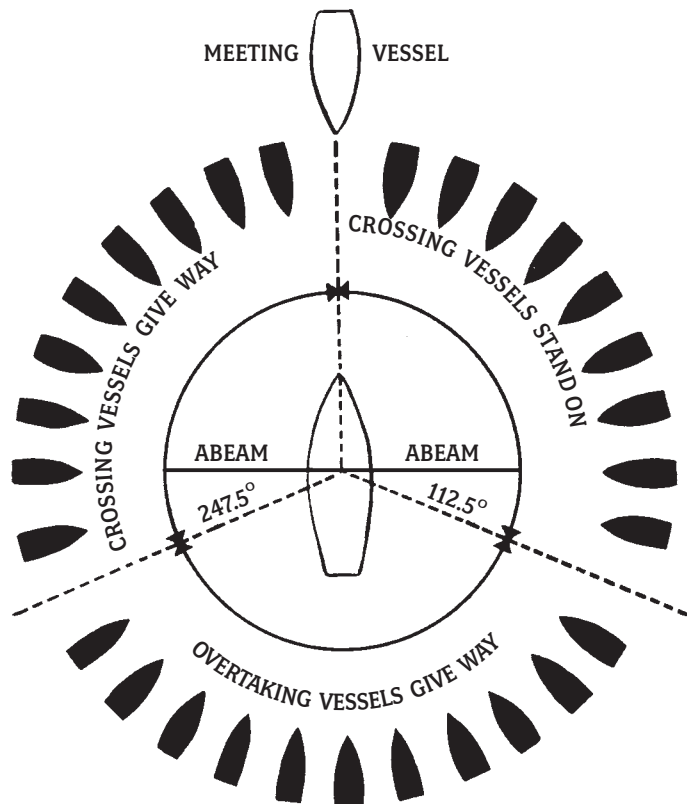 MEETING VESSEL
CROSSING VESSELS GIVE WAY
CROSSING VESSELS STAND ON
ABEAM ABEAM
247.5° 112.5°
OVERTAKING VESSELS GIVE WAY